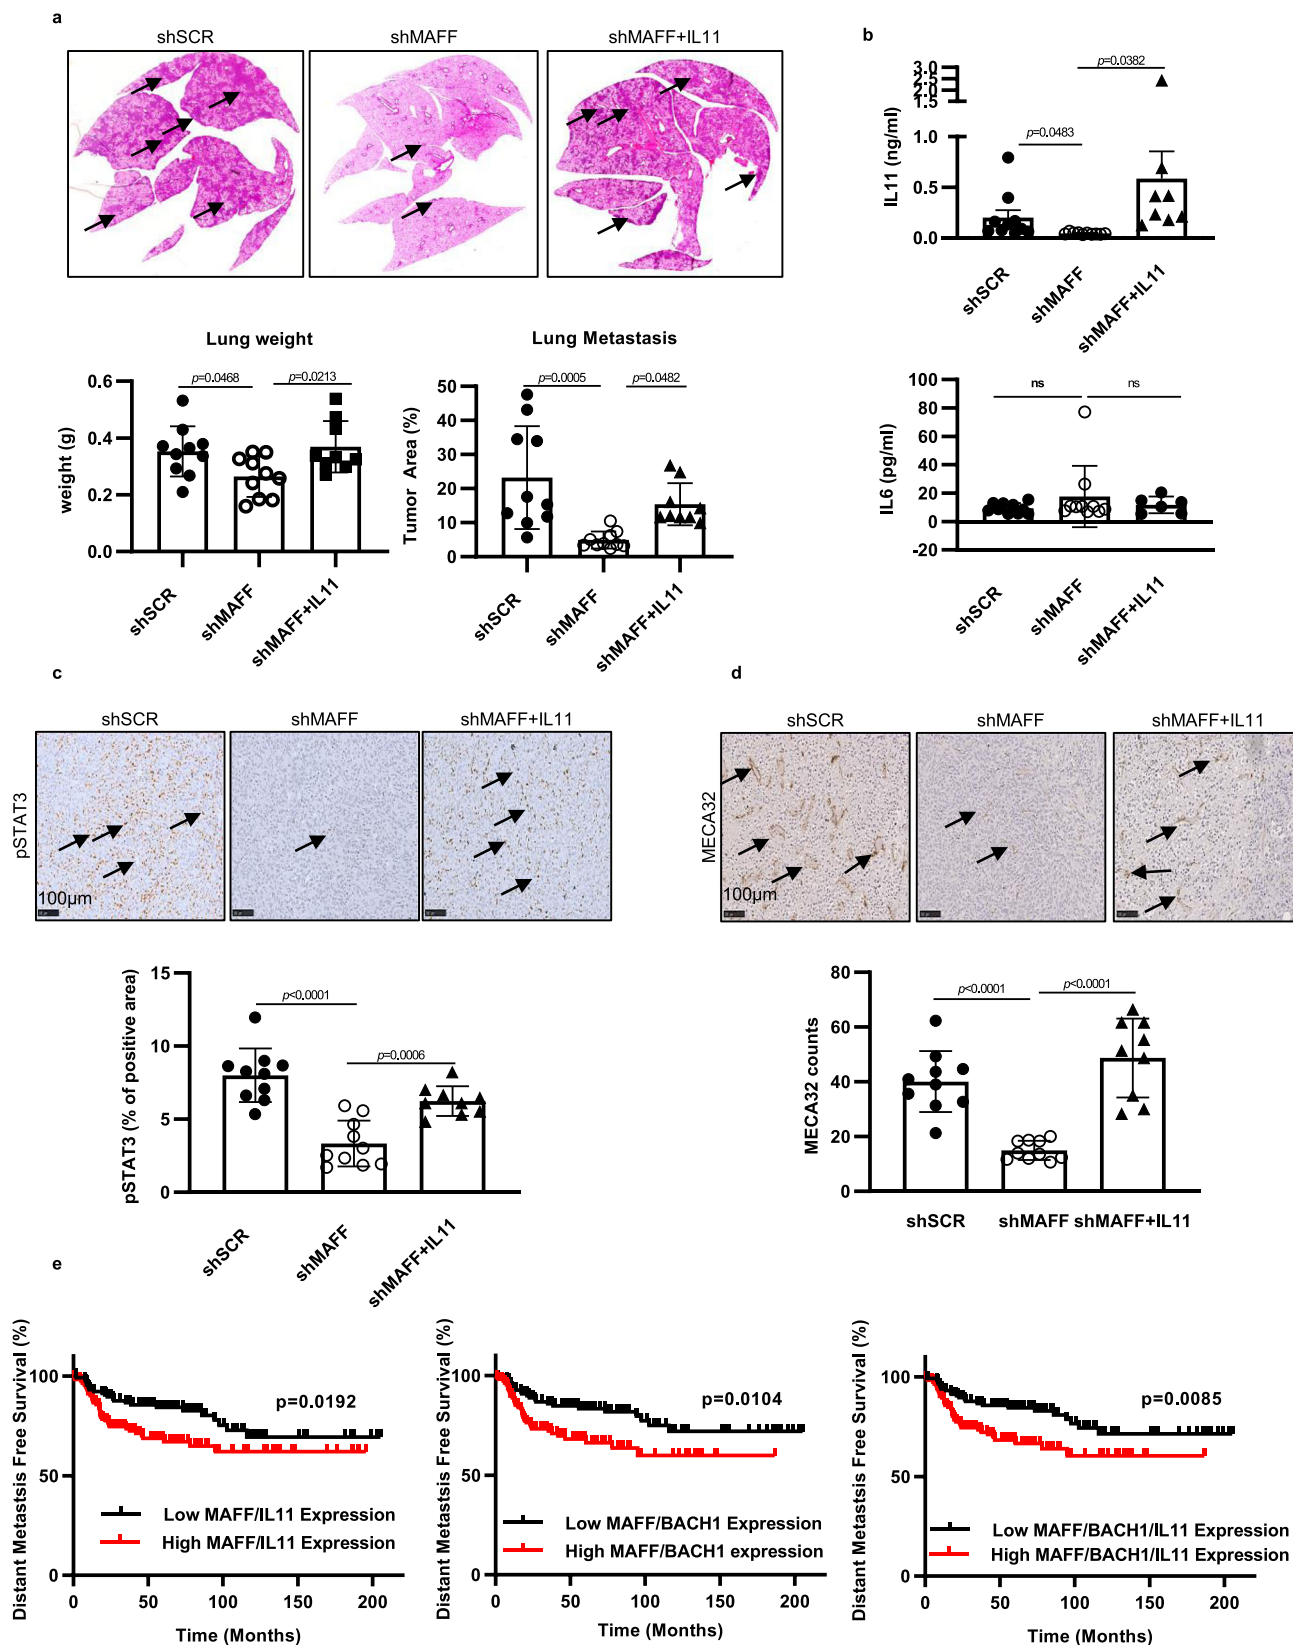 a
shSCR
shMAFF
shMAFF+IL11
Lung weight
weight (g)
0.6
0.4
0.2
0.0
p=0.0468
p=0.0213
shSCR
shMAFF
shMAFF+IL11
Lung Metastasis
Tumor Area (%)
50
40
30
20
10
0
p=0.0005
p=0.0482
shSCR
shMAFF
shMAFF+IL11
b
IL11 (ng/ml)
3.0
2.5
2.0
1.5
1.0
0.5
0.0
p=0.0382
p=0.0483
shSCR
shMAFF
shMAFF+IL11
IL6 (pg/ml)
100
80
60
40
20
0
-20
ns
ns
shSCR
shMAFF
shMAFF+IL11
c
shSCR
shMAFF
shMAFF+IL11
pSTAT3
100µm
pSTAT3 (% of positive area)
15
10
5
0
p<0.0001
p=0.0006
shSCR
shMAFF
shMAFF+IL11
d
shSCR
shMAFF
shMAFF+IL11
MECA32
100µm
MECA32 counts
80
60
40
20
0
p<0.0001
p<0.0001
shSCR
shMAFF
shMAFF+IL11
e
Distant Metastsis Free Survival (%)
100
50
0
p=0.0192
Low MAFF/IL11 Expression
High MAFF/IL11 Expression
0
50
100
150
200
Time (Months)
Distant Metastsis Free Survival (%)
100
50
0
p=0.0104
Low MAFF/BACH1 Expression
High MAFF/BACH1 expression
0
50
100
150
200
Time (Months)
Distant Metastsis Free Survival (%)
100
50
0
p=0.0085
Low MAFF/BACH1/IL11 Expression
High MAFF/BACH1/IL11 Expression
0
50
100
150
200
Time (Months)